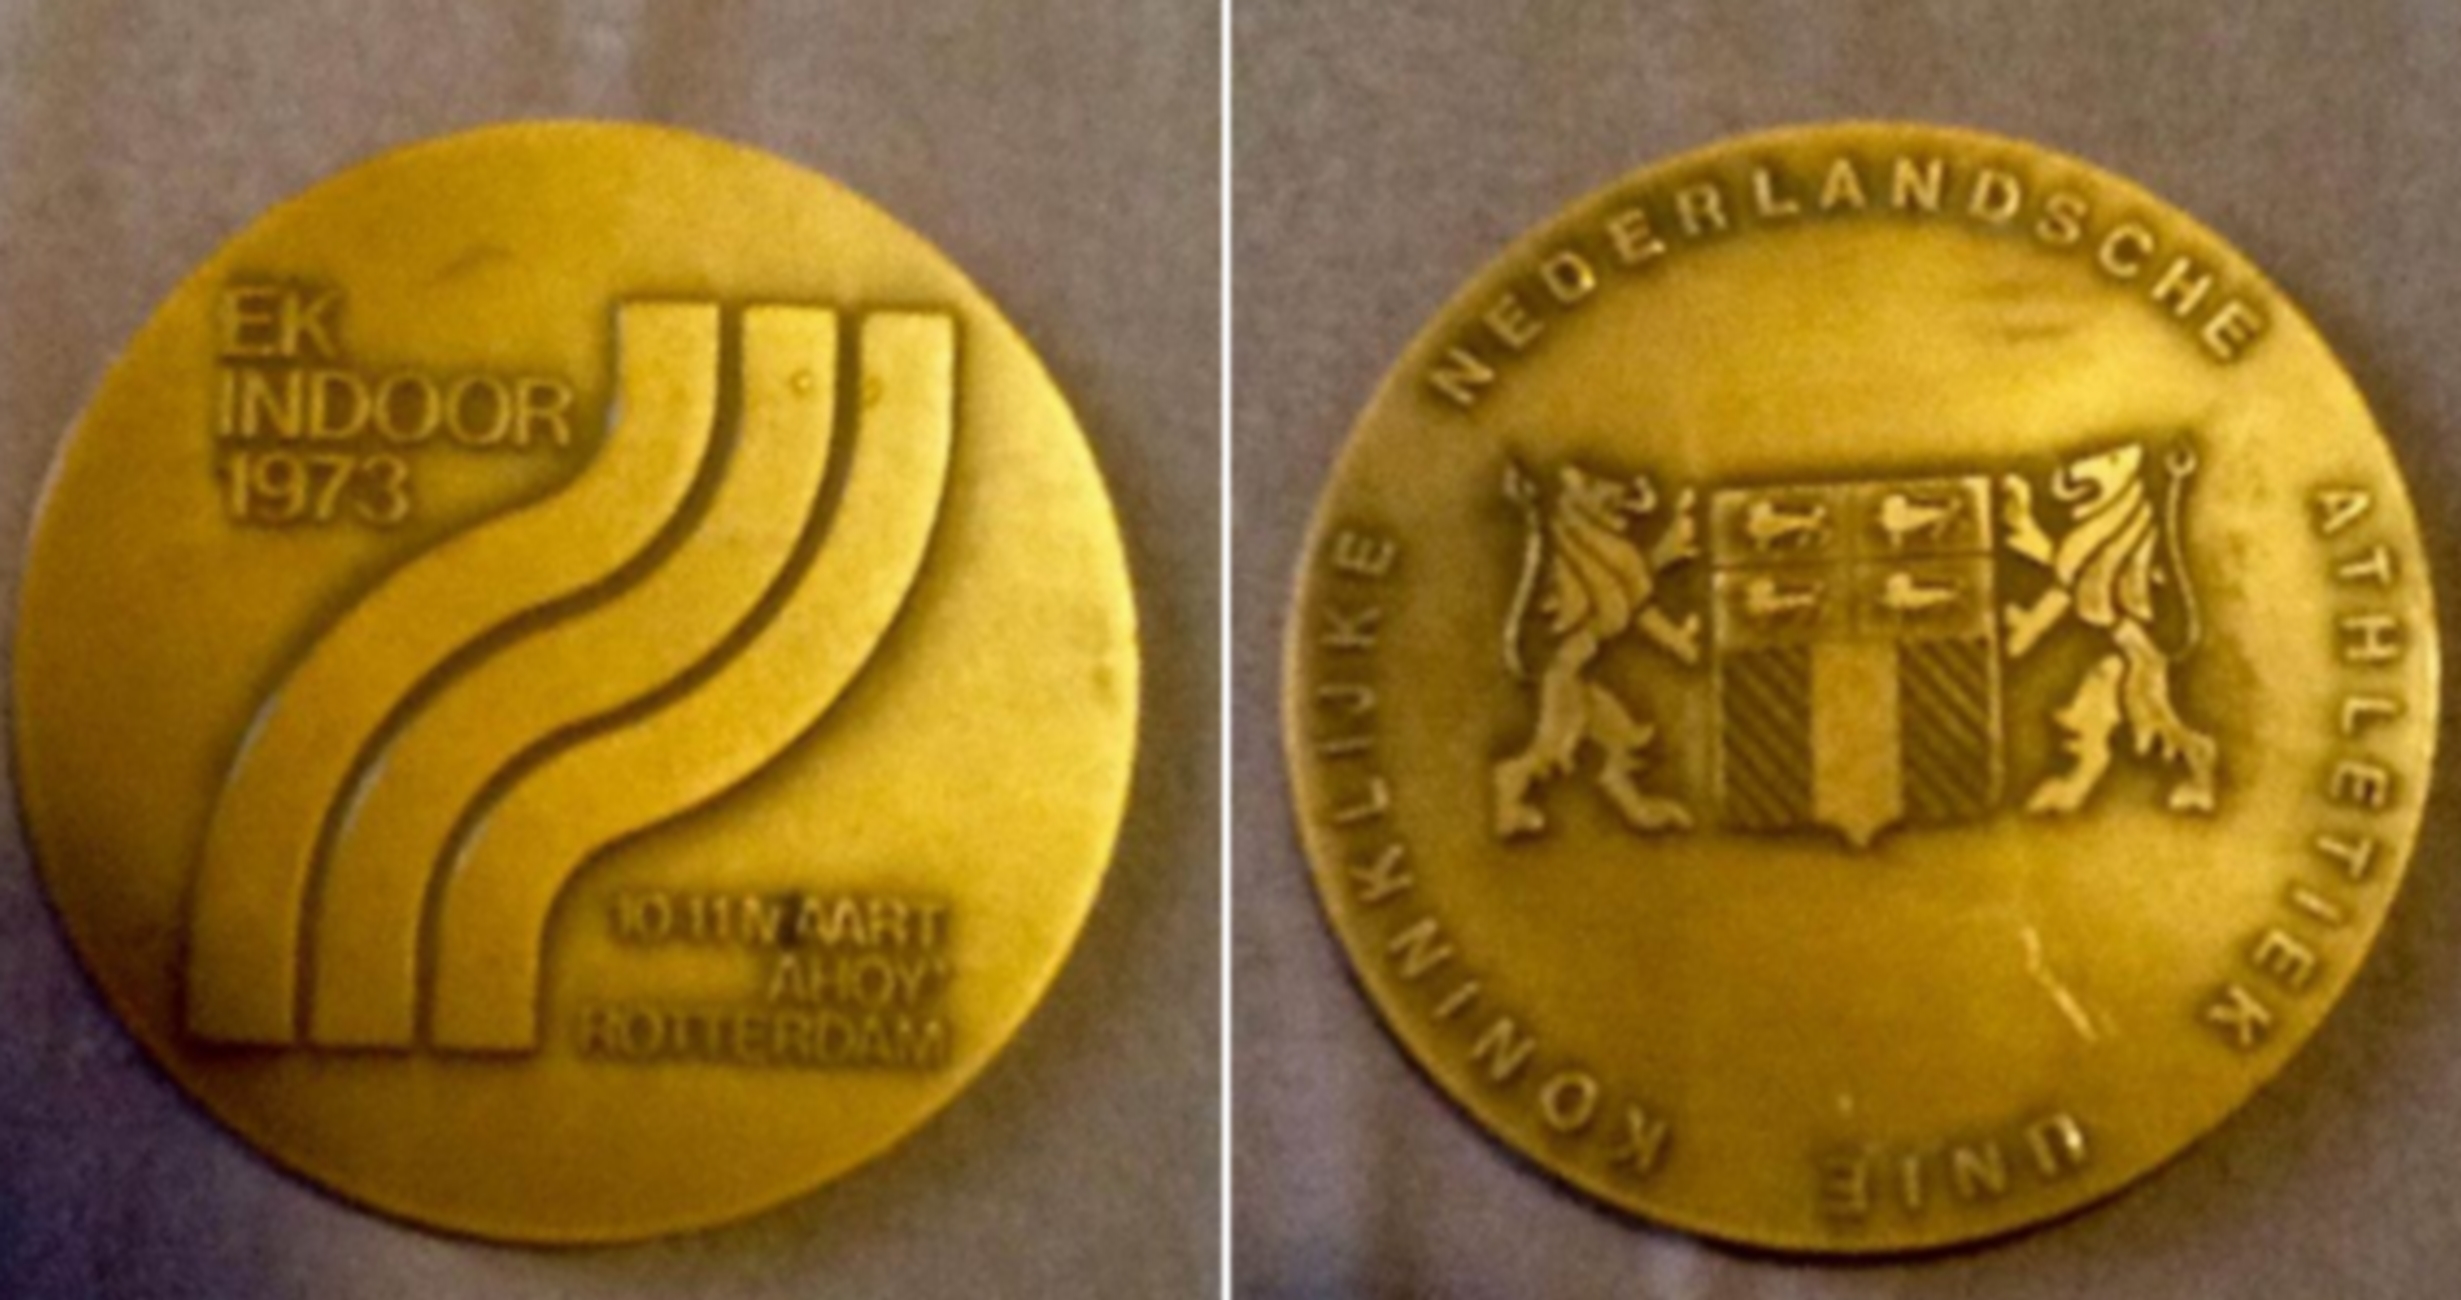 EK
INDOOR
1973
10-11 MAART
AHOY'
ROTTERDAM
KONINKLIJKE NEDERLANDSCHE ATHLETIEK UNIE